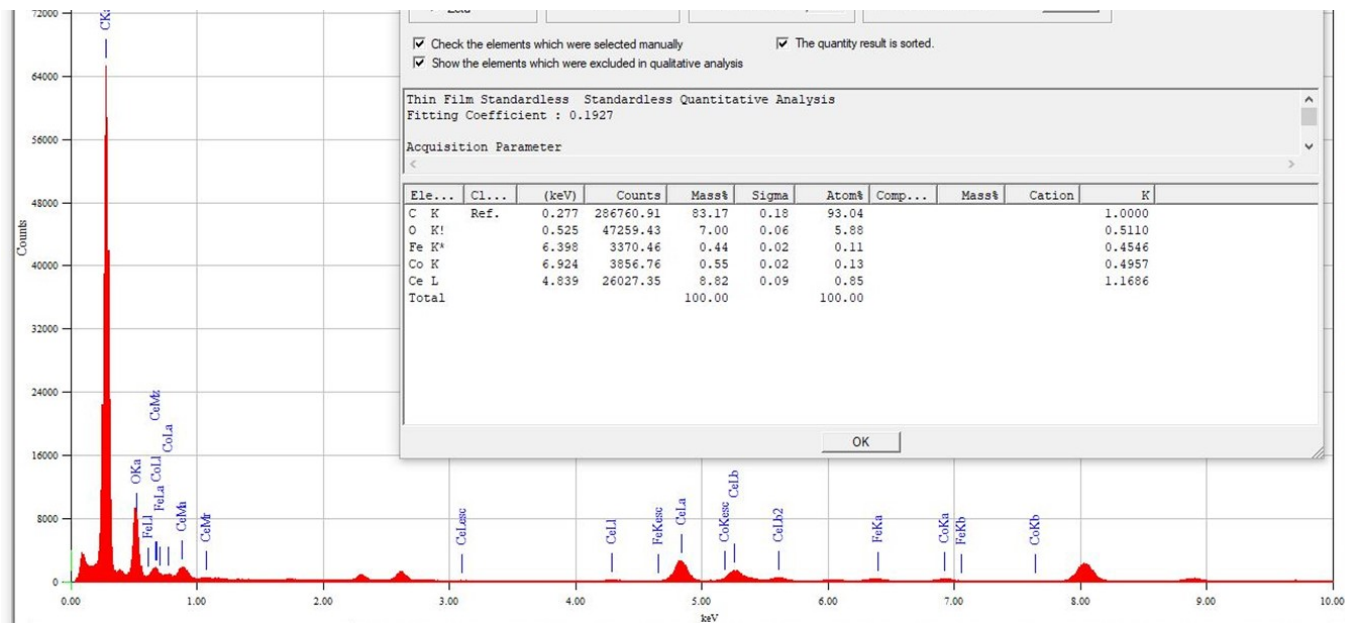 Zeta
Check the elements which were selected manually
The quantity result is sorted.
Show the elements which were excluded in qualitative analysis
Thin Film Standardless Standardless Quantitative Analysis
Fitting Coefficient : 0.1927
Acquisition Parameter
Ele... Cl... (keV) Counts Mass% Sigma Atom% Comp... Mass% Cation K
C K Ref. 0.277 286760.91 83.17 0.18 93.04 1.0000
O K! 0.525 47259.43 7.00 0.06 5.88 0.5110
Fe K* 6.398 3370.46 0.44 0.02 0.11 0.4546
Co K 6.924 3856.76 0.55 0.02 0.13 0.4957
Ce L 4.839 26027.35 8.82 0.09 0.85 1.1686
Total 100.00 100.00
OK
Counts
72000
64000
56000
48000
40000
32000
24000
16000
8000
0
OKa
FeLl
FeLa
CoLl
CeMz
CoLa
CeMa
CeMr
CeLesc
CeLl
FeKesc
CeLa
CoKesc
CeLb
CeLb2
FeKa
CoKa
FeKb
CoKb
0.00 1.00 2.00 3.00 4.00 5.00 6.00 7.00 8.00 9.00 10.00
keV